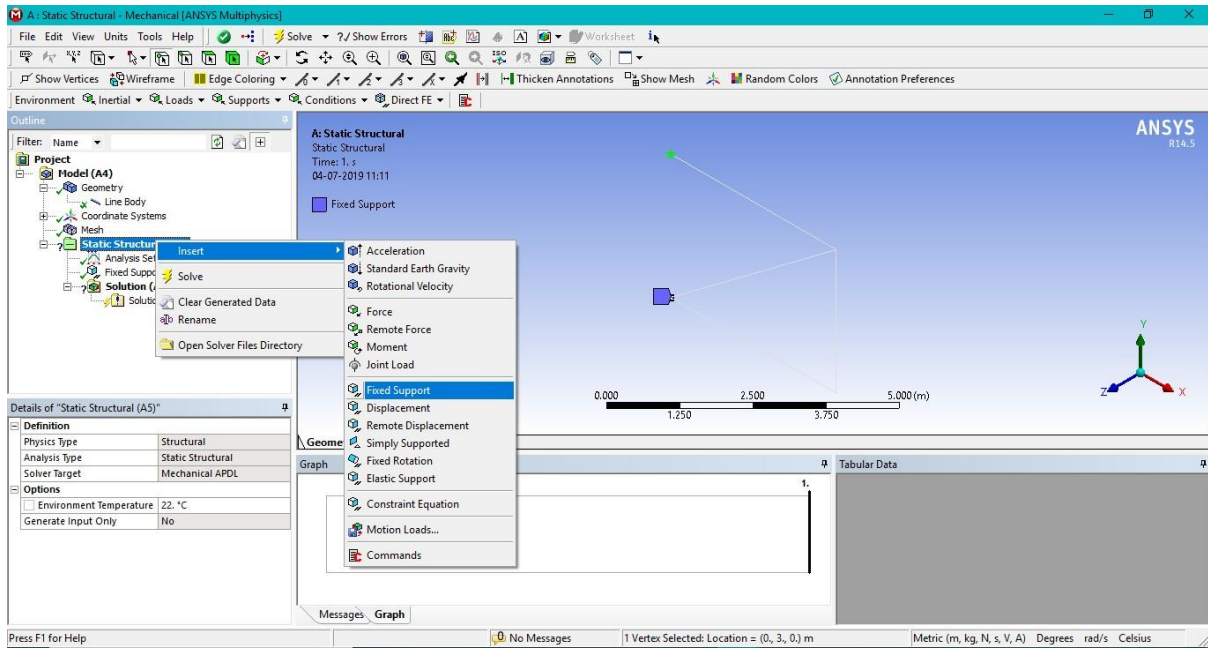 A : Static Structural - Mechanical [ANSYS Multiphysics]
File Edit View Units Tools Help Solve ?/ Show Errors Worksheet
Show Vertices Wireframe Edge Coloring Thicken Annotations Show Mesh Random Colors Annotation Preferences
Environment Inertial Loads Supports Conditions Direct FE
Outline
Filter: Name
Project
Model (A4)
Geometry
Line Body
Coordinate Systems
Mesh
Static Structur
Analysis Set
Fixed Suppo
Solution (
Solutic
Insert
Solve
Clear Generated Data
Rename
Open Solver Files Directory
Acceleration
Standard Earth Gravity
Rotational Velocity
Force
Remote Force
Moment
Joint Load
Fixed Support
Displacement
Remote Displacement
Simply Supported
Fixed Rotation
Elastic Support
Constraint Equation
Motion Loads...
Commands
A: Static Structural
Static Structural
Time: 1. s
04-07-2019 11:11
Fixed Support
ANSYS
R14.5
Y
Z X
0.000 2.500 5.000 (m)
1.250 3.750
Details of "Static Structural (A5)"
Definition
Physics Type Structural
Analysis Type Static Structural
Solver Target Mechanical APDL
Options
Environment Temperature 22. °C
Generate Input Only No
Geome
Graph
1.
Messages Graph
Tabular Data
Press F1 for Help 0 No Messages 1 Vertex Selected: Location = (0., 3., 0.) m Metric (m, kg, N, s, V, A) Degrees rad/s Celsius